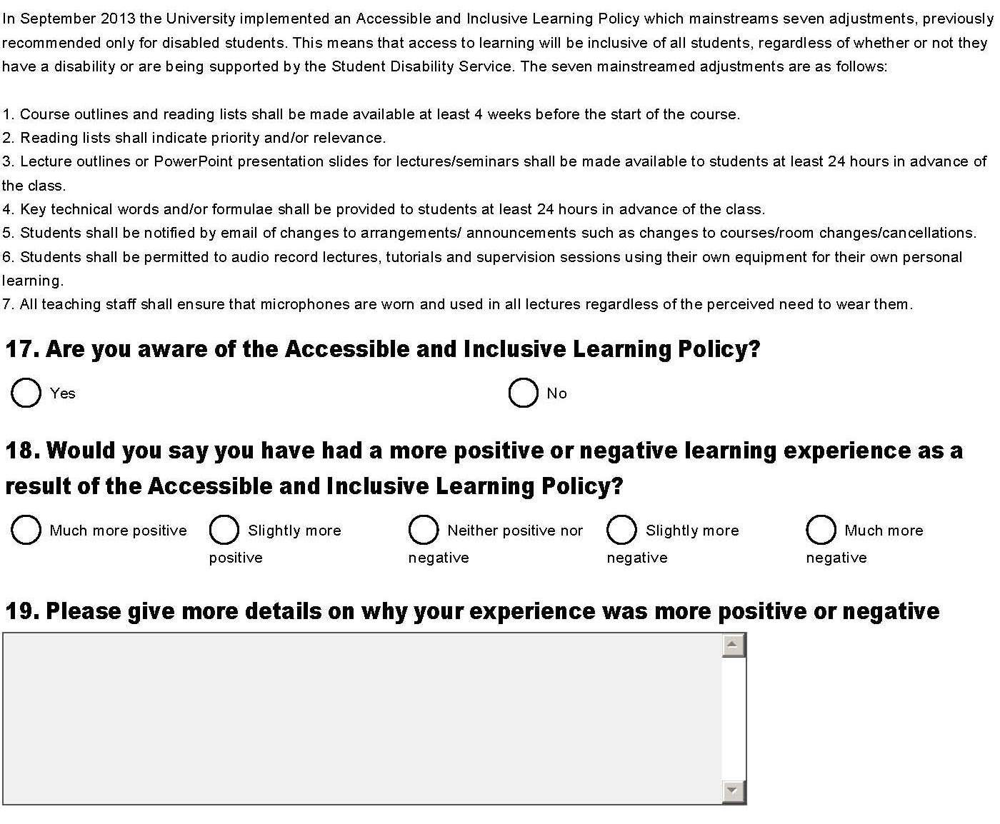 In September 2013 the University implemented an Accessible and Inclusive Learning Policy which mainstreams seven adjustments, previously
recommended only for disabled students. This means that access to learning will be inclusive of all students, regardless of whether or not they
have a disability or are being supported by the Student Disability Service. The seven mainstreamed adjustments are as follows:
1. Course outlines and reading lists shall be made available at least 4 weeks before the start of the course.
2. Reading lists shall indicate priority and/or relevance.
3. Lecture outlines or PowerPoint presentation slides for lectures/seminars shall be made available to students at least 24 hours in advance of
the class.
4. Key technical words and/or formulae shall be provided to students at least 24 hours in advance of the class.
5. Students shall be notified by email of changes to arrangements/ announcements such as changes to courses/room changes/cancellations.
6. Students shall be permitted to audio record lectures, tutorials and supervision sessions using their own equipment for their own personal
learning.
7. All teaching staff shall ensure that microphones are worn and used in all lectures regardless of the perceived need to wear them.
17. Are you aware of the Accessible and Inclusive Learning Policy?
Yes No
18. Would you say you have had a more positive or negative learning experience as a
result of the Accessible and Inclusive Learning Policy?
Much more positive Slightly more Neither positive nor Slightly more Much more
positive negative negative negative
19. Please give more details on why your experience was more positive or negative